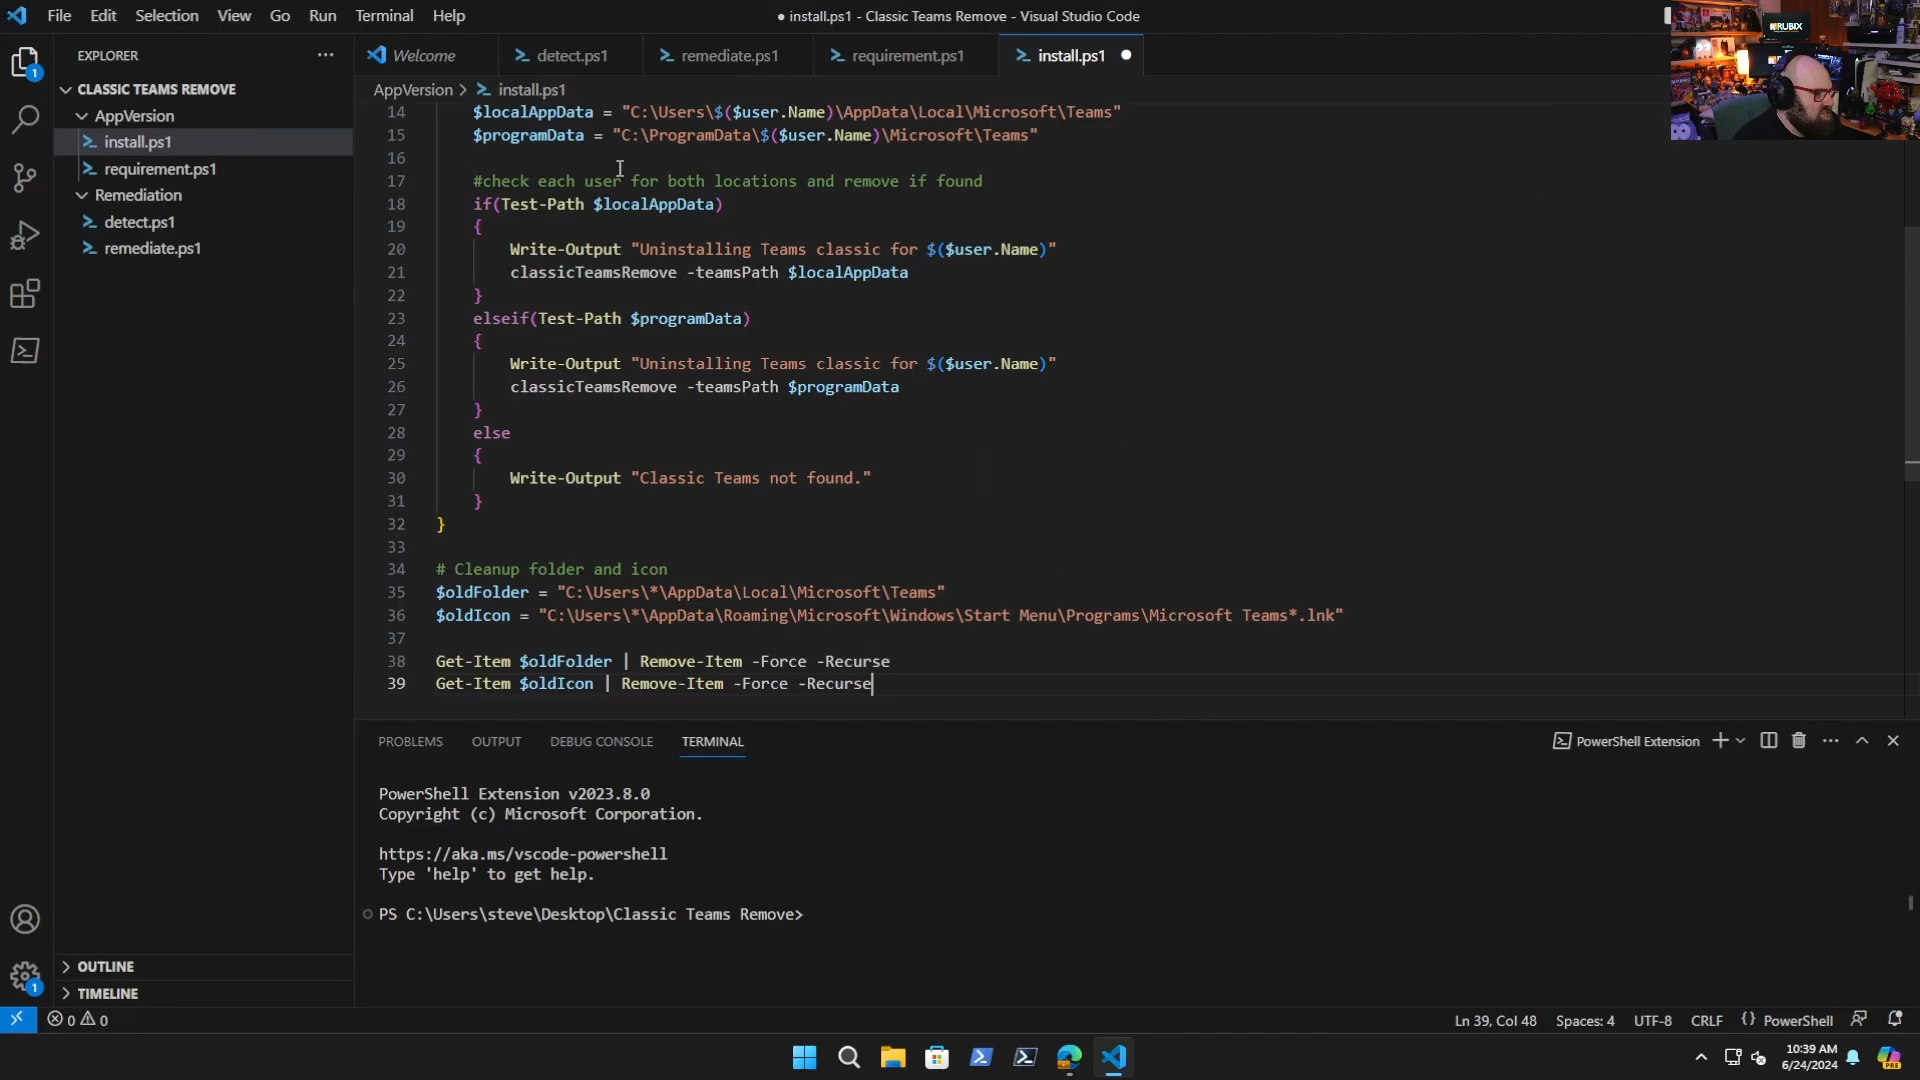 File Edit Selection View Go Run Terminal Help
install.ps1 - Classic Teams Remove - Visual Studio Code
RUBIX
EXPLORER
CLASSIC TEAMS REMOVE
AppVersion
install.ps1
requirement.ps1
Remediation
detect.ps1
remediate.ps1
OUTLINE
TIMELINE
1
1
Welcome detect.ps1 remediate.ps1 requirement.ps1 install.ps1
AppVersion > install.ps1
14 $localAppData = "C:\Users\$($user.Name)\AppData\Local\Microsoft\Teams"
15 $programData = "C:\ProgramData\$($user.Name)\Microsoft\Teams"
16
17 #check each user for both locations and remove if found
18 if(Test-Path $localAppData)
19 {
20 Write-Output "Uninstalling Teams classic for $($user.Name)"
21 classicTeamsRemove -teamsPath $localAppData
22 }
23 elseif(Test-Path $programData)
24 {
25 Write-Output "Uninstalling Teams classic for $($user.Name)"
26 classicTeamsRemove -teamsPath $programData
27 }
28 else
29 {
30 Write-Output "Classic Teams not found."
31 }
32 }
33
34 # Cleanup folder and icon
35 $oldFolder = "C:\Users\*\AppData\Local\Microsoft\Teams"
36 $oldIcon = "C:\Users\*\AppData\Roaming\Microsoft\Windows\Start Menu\Programs\Microsoft Teams*.lnk"
37
38 Get-Item $oldFolder | Remove-Item -Force -Recurse
39 Get-Item $oldIcon | Remove-Item -Force -Recurse
PROBLEMS OUTPUT DEBUG CONSOLE TERMINAL
PowerShell Extension
PowerShell Extension v2023.8.0
Copyright (c) Microsoft Corporation.
https://aka.ms/vscode-powershell
Type 'help' to get help.
PS C:\Users\steve\Desktop\Classic Teams Remove>
0 0
Ln 39, Col 48 Spaces: 4 UTF-8 CRLF {} PowerShell
10:39 AM
6/24/2024
PRE